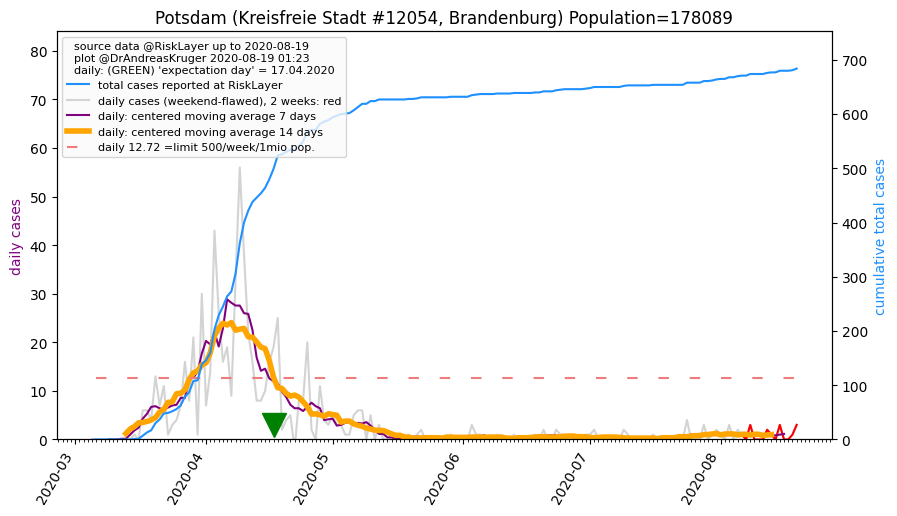 Potsdam (Kreisfreie Stadt #12054, Brandenburg) Population=178089
source data @RiskLayer up to 2020-08-19
plot @DrAndreasKruger 2020-08-19 01:23
daily: (GREEN) 'expectation day' = 17.04.2020
total cases reported at RiskLayer
daily cases (weekend-flawed), 2 weeks: red
daily: centered moving average 7 days
daily: centered moving average 14 days
daily 12.72 =limit 500/week/1mio pop.
daily cases
80
70
60
50
40
30
20
10
0
cumulative total cases
700
600
500
400
300
200
100
0
2020-03
2020-04
2020-05
2020-06
2020-07
2020-08